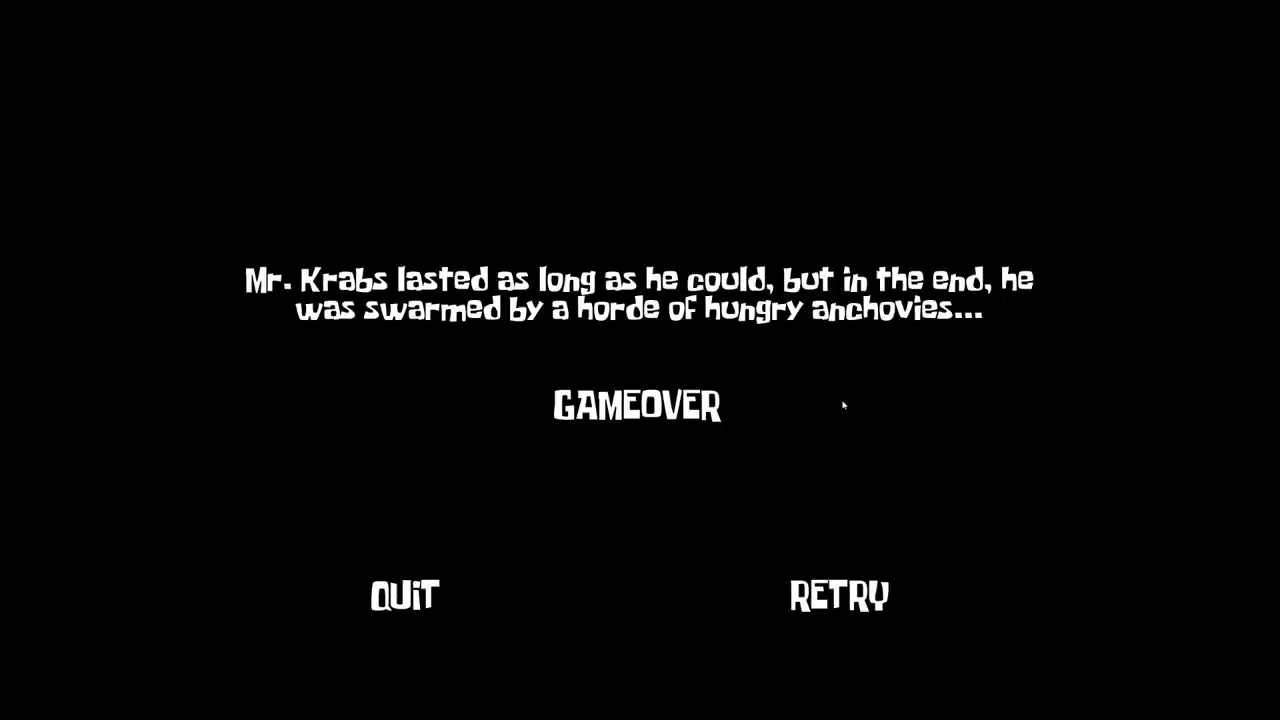 Mr. Krabs lasted as long as he could, but in the end, he
was swarmed by a horde of hungry anchovies...
GAMEOVER
QUiT
RETRY